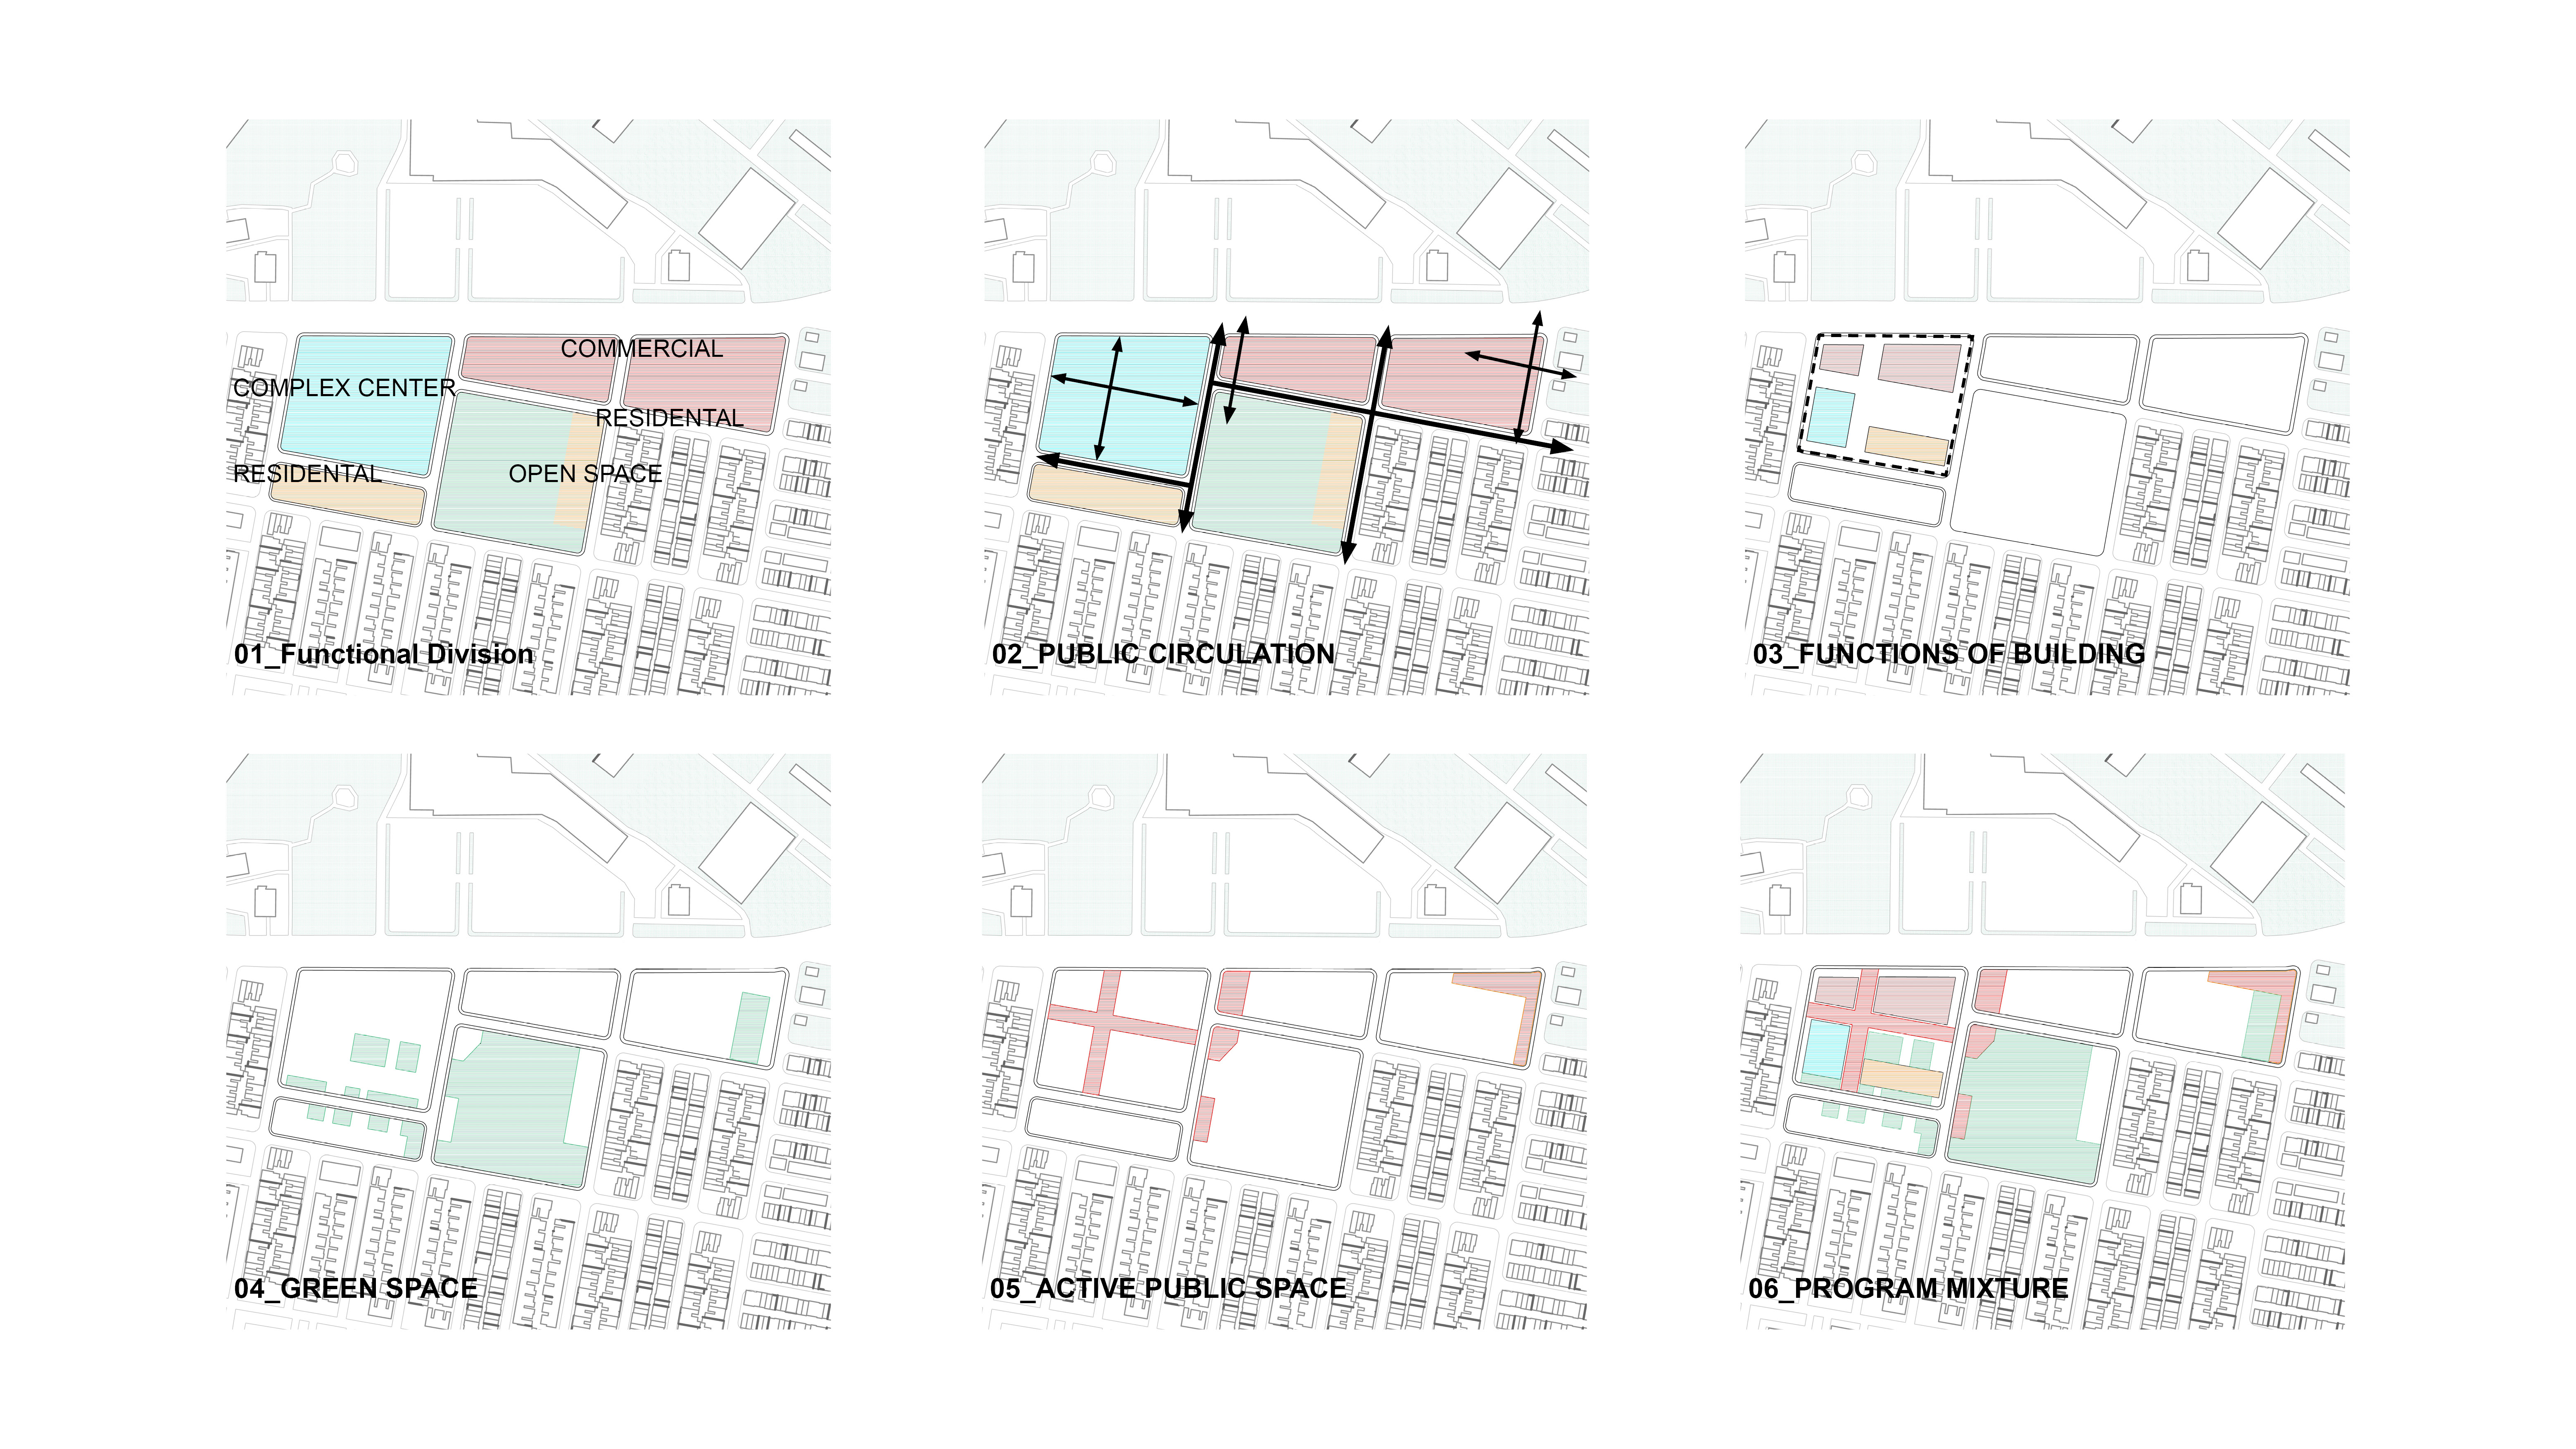 COMMERCIAL
COMPLEX CENTER
RESIDENTAL
RESIDENTAL
OPEN SPACE
01_Functional Division
02_PUBLIC CIRCULATION
03_FUNCTIONS OF BUILDING
04_GREEN SPACE
05_ACTIVE PUBLIC SPACE
06_PROGRAM MIXTURE